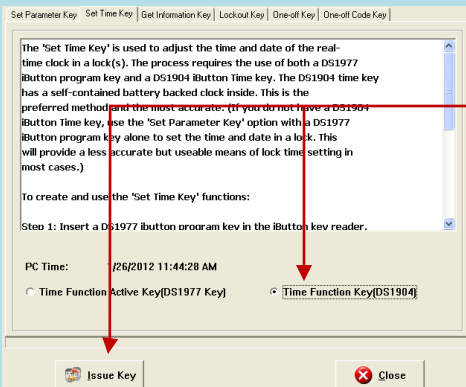 Set Parameter Key Set Time Key Get Information Key Lockout Key One-off Key One-off Code Key
The 'Set Time Key' is used to adjust the time and date of the real-
time clock in a lock(s). The process requires the use of both a DS1977
iButton program key and a DS1904 iButton Time key. The DS1904 time key
has a self-contained battery backed clock inside. This is the
preferred method and the most accurate. (If you do not have a DS1904
iButton Time key, use the 'Set Parameter Key' option with a DS1977
iButton program key alone to set the time and date in a lock. This
will provide a less accurate but useable means of lock time setting in
most cases.)
To create and use the 'Set Time Key' functions:
Step 1: Insert a DS1977 ibutton program key in the iButton key reader.
PC Time: 1/26/2012 11:44:28 AM
Time Function Active Key(DS1977 Key) Time Function Key(DS1904)
Issue Key Close